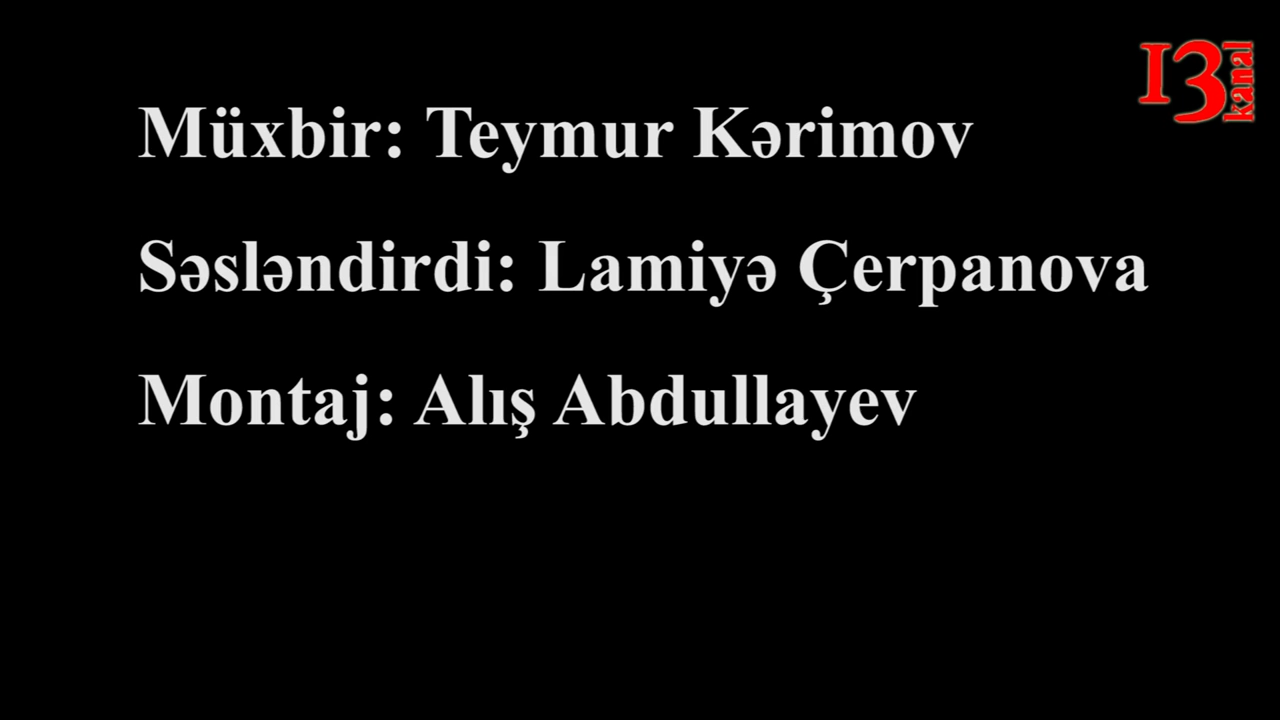 13 kanal
Müxbir: Teymur Kərimov
Səsləndirdi: Lamiyə Çerpanova
Montaj: Alış Abdullayev